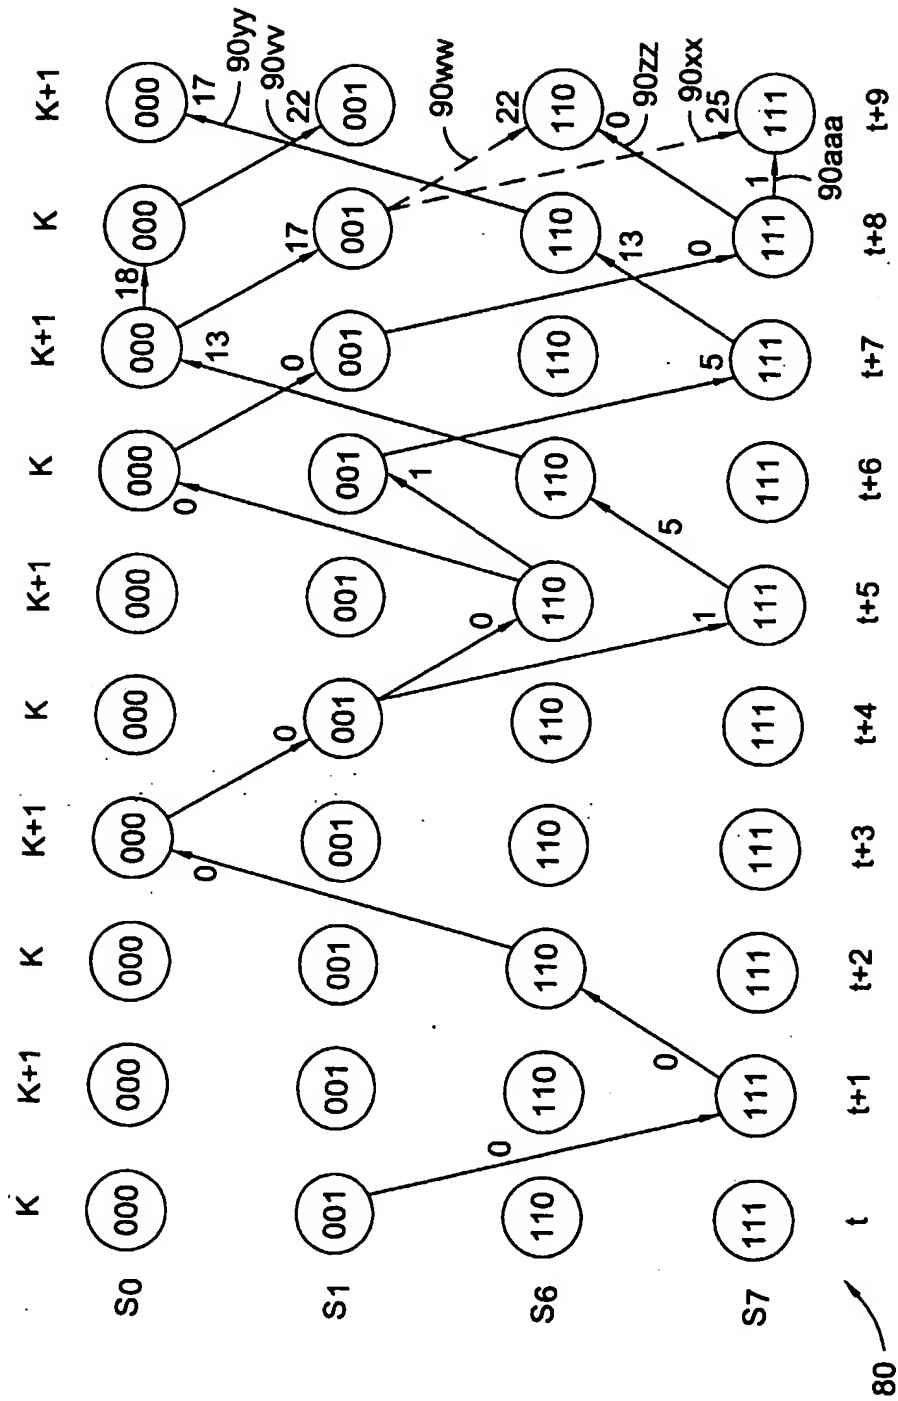 K K+1 K K+1 K K+1 K K+1 K K+1
18
S0 000 000 000 000 000 000 000 000 000 000
0 0 13 17
90yy
90vv
0 0 17 22
S1 001 001 001 001 001 001 001 001 001 001
1
90ww
0 0 22
S6 110 110 110 110 110 110 110 110 110 110
13 0
90zz
0 5
90xx
1 5 0 25
1
S7 111 111 111 111 111 111 111 111 111 111
90aaa
t t+1 t+2 t+3 t+4 t+5 t+6 t+7 t+8 t+9
80